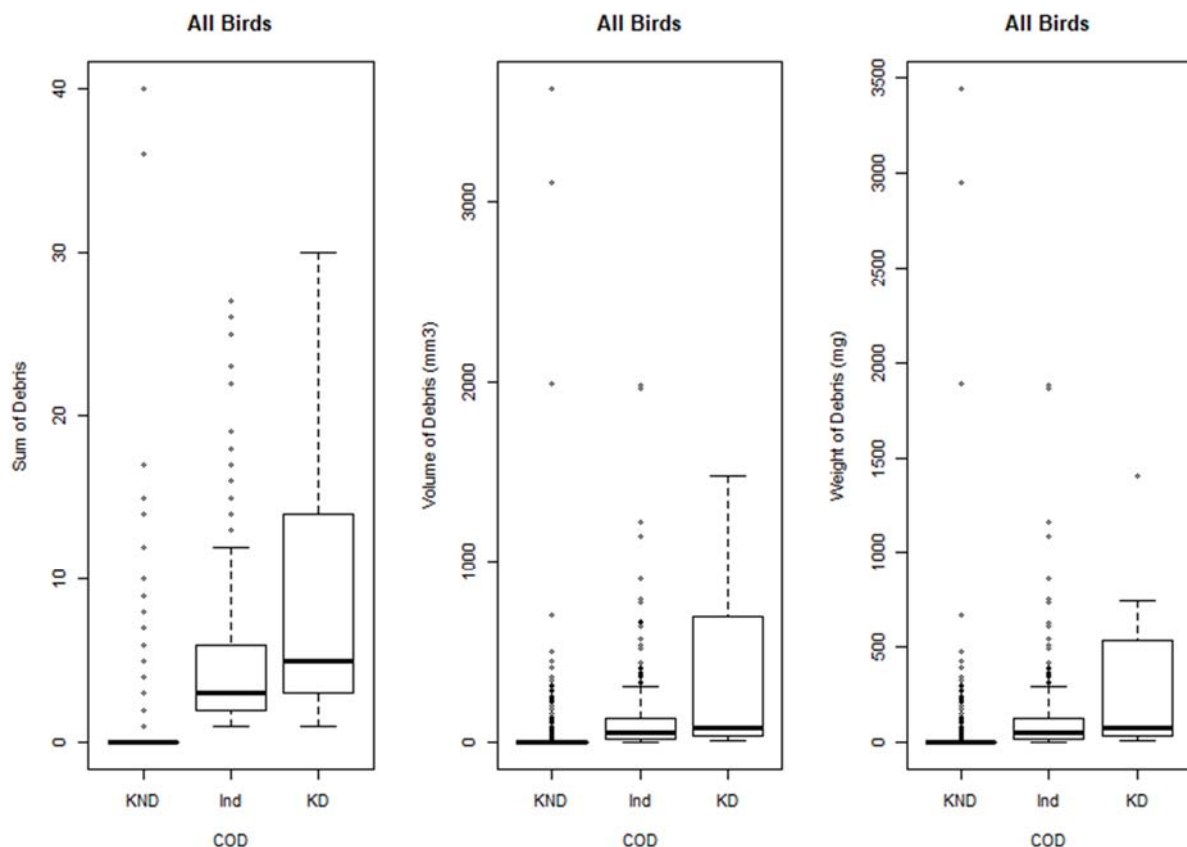 All Birds
Sum of Debris
40
30
20
10
0
KND Ind KD
COD
All Birds
Volume of Debris (mm3)
3000
2000
1000
0
KND Ind KD
COD
All Birds
Weight of Debris (mg)
3500
3000
2500
2000
1500
1000
500
0
KND Ind KD
COD